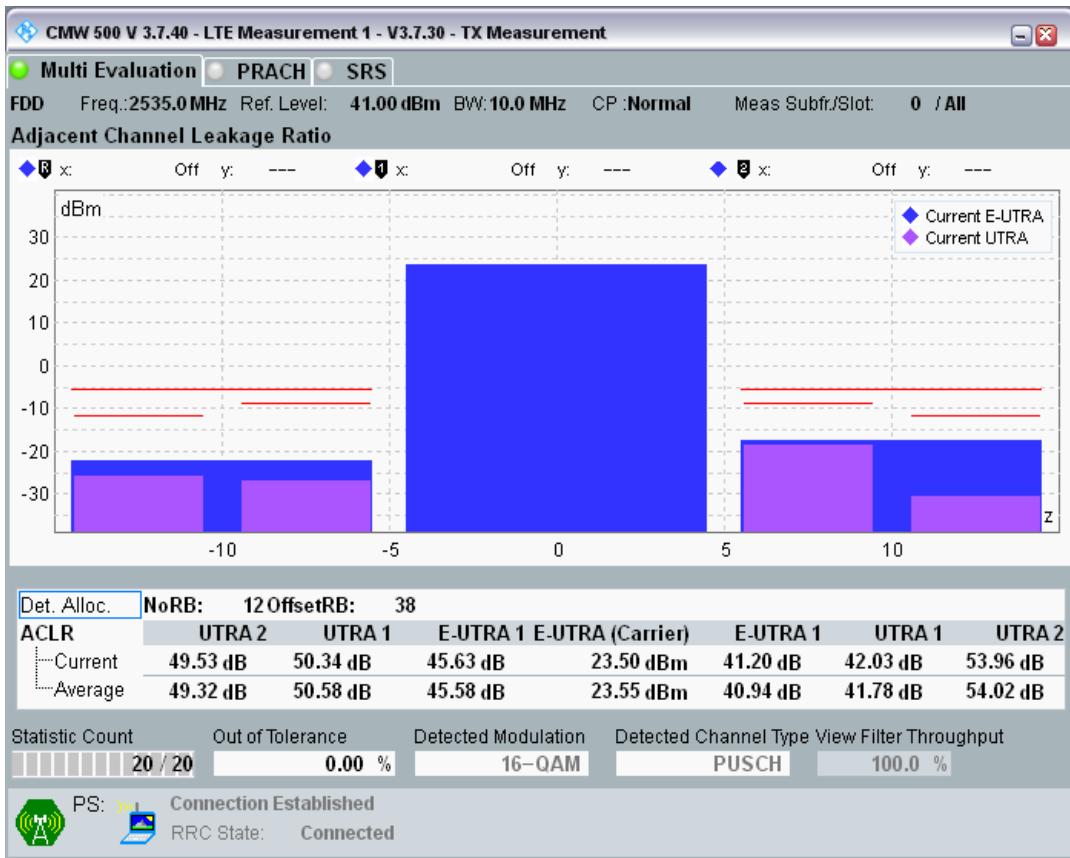 CMW 500 V 3.7.40 - LTE Measurement 1 - V3.7.30 - TX Measurement
Multi Evaluation PRACH SRS
FDD Freq.:2535.0 MHz Ref. Level: 41.00 dBm BW:10.0 MHz CP :Normal Meas Subfr./Slot: 0 / All
Adjacent Channel Leakage Ratio
R x: Off y: --- 1 x: Off y: --- 2 x: Off y: ---
dBm
Current E-UTRA
Current UTRA
30
20
10
0
-10
-20
-30
z
-10 -5 0 5 10
Det. Alloc. NoRB: 12 OffsetRB: 38
ACLR UTRA 2 UTRA 1 E-UTRA 1 E-UTRA (Carrier) E-UTRA 1 UTRA 1 UTRA 2
Current 49.53 dB 50.34 dB 45.63 dB 23.50 dBm 41.20 dB 42.03 dB 53.96 dB
Average 49.32 dB 50.58 dB 45.58 dB 23.55 dBm 40.94 dB 41.78 dB 54.02 dB
Statistic Count Out of Tolerance Detected Modulation Detected Channel Type View Filter Throughput
20 / 20 0.00 % 16-QAM PUSCH 100.0 %
PS: Connection Established
RRC State: Connected